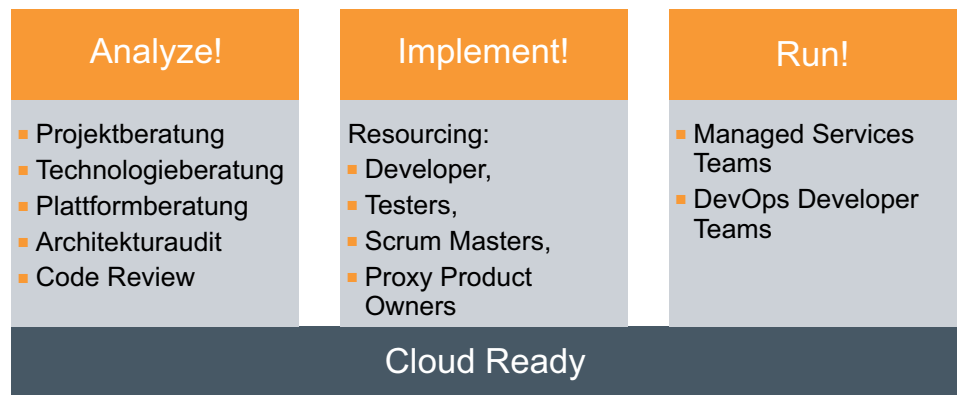 Analyze!
Projektberatung
Technologieberatung
Plattformberatung
Architekturaudit
Code Review
Implement!
Resourcing:
Developer,
Testers,
Scrum Masters,
Proxy Product
Owners
Run!
Managed Services
Teams
DevOps Developer
Teams
Cloud Ready